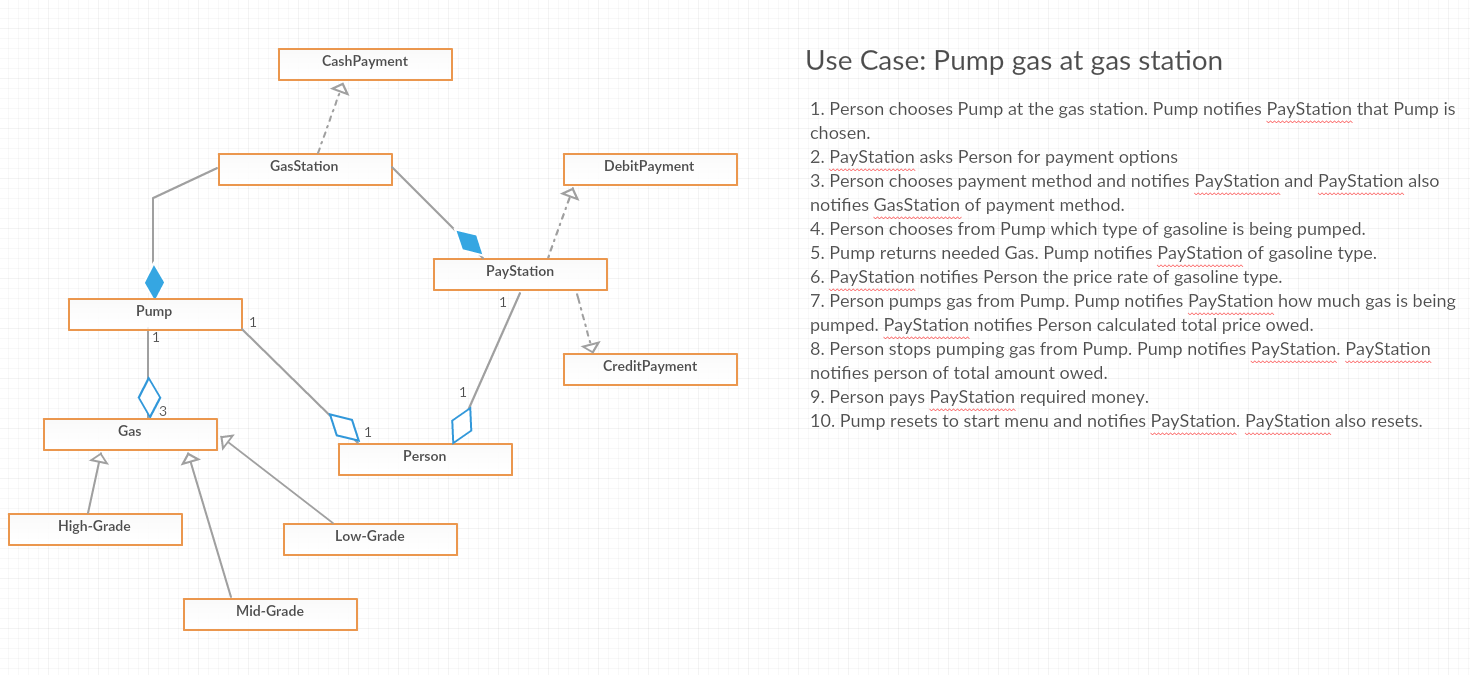 CashPayment
GasStation
DebitPayment
PayStation
Pump
1
1
1
1
CreditPayment
3
1
Gas
Person
High-Grade
Low-Grade
Mid-Grade
Use Case: Pump gas at gas station
1. Person chooses Pump at the gas station. Pump notifies PayStation that Pump is
chosen.
2. PayStation asks Person for payment options
3. Person chooses payment method and notifies PayStation and PayStation also
notifies GasStation of payment method.
4. Person chooses from Pump which type of gasoline is being pumped.
5. Pump returns needed Gas. Pump notifies PayStation of gasoline type.
6. PayStation notifies Person the price rate of gasoline type.
7. Person pumps gas from Pump. Pump notifies PayStation how much gas is being
pumped. PayStation notifies Person calculated total price owed.
8. Person stops pumping gas from Pump. Pump notifies PayStation. PayStation
notifies person of total amount owed.
9. Person pays PayStation required money.
10. Pump resets to start menu and notifies PayStation. PayStation also resets.